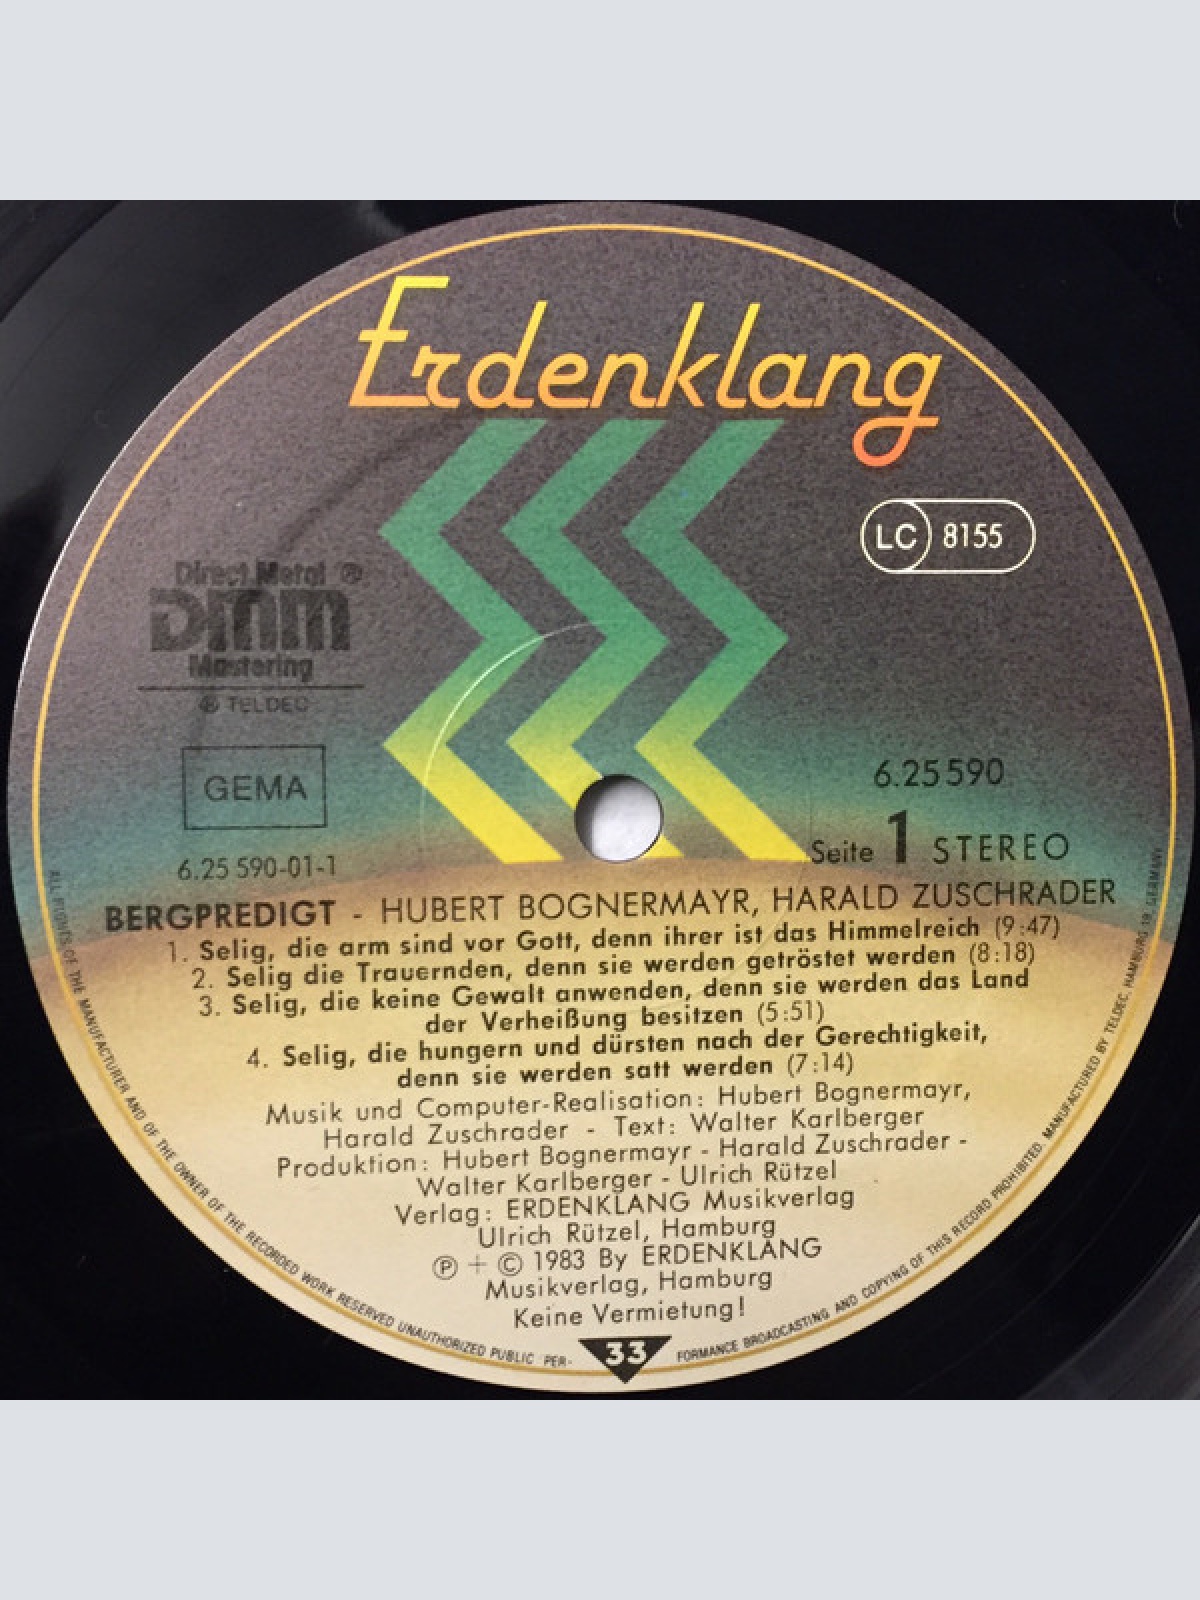 Erdenklang
LC 8155
Direct Metal ®
DMM
Mastering
® TELDEC
GEMA
6.25 590-01-1
6.25 590
Seite 1 STEREO
BERGPREDIGT - HUBERT BOGNERMAYR, HARALD ZUSCHRADER
1. Selig, die arm sind vor Gott, denn ihrer ist das Himmelreich (9:47)
2. Selig die Trauernden, denn sie werden getröstet werden (8:18)
3. Selig, die keine Gewalt anwenden, denn sie werden das Land
der Verheißung besitzen (5:51)
4. Selig, die hungern und dürsten nach der Gerechtigkeit,
denn sie werden satt werden (7:14)
Musik und Computer-Realisation: Hubert Bognermayr,
Harald Zuschrader - Text: Walter Karlberger
Produktion: Hubert Bognermayr - Harald Zuschrader -
Walter Karlberger - Ulrich Rützel
Verlag: ERDENKLANG Musikverlag
Ulrich Rützel, Hamburg
Ⓟ + © 1983 By ERDENKLANG
Musikverlag, Hamburg
Keine Vermietung!
33
ALL RIGHTS OF THE MANUFACTURER AND OF THE OWNER OF THE RECORDED WORK RESERVED UNAUTHORIZED PUBLIC PER-
FORMANCE BROADCASTING AND COPYING OF THIS RECORD PROHIBITED. MANUFACTURED BY TELDEC, HAMBURG 19, GERMANY